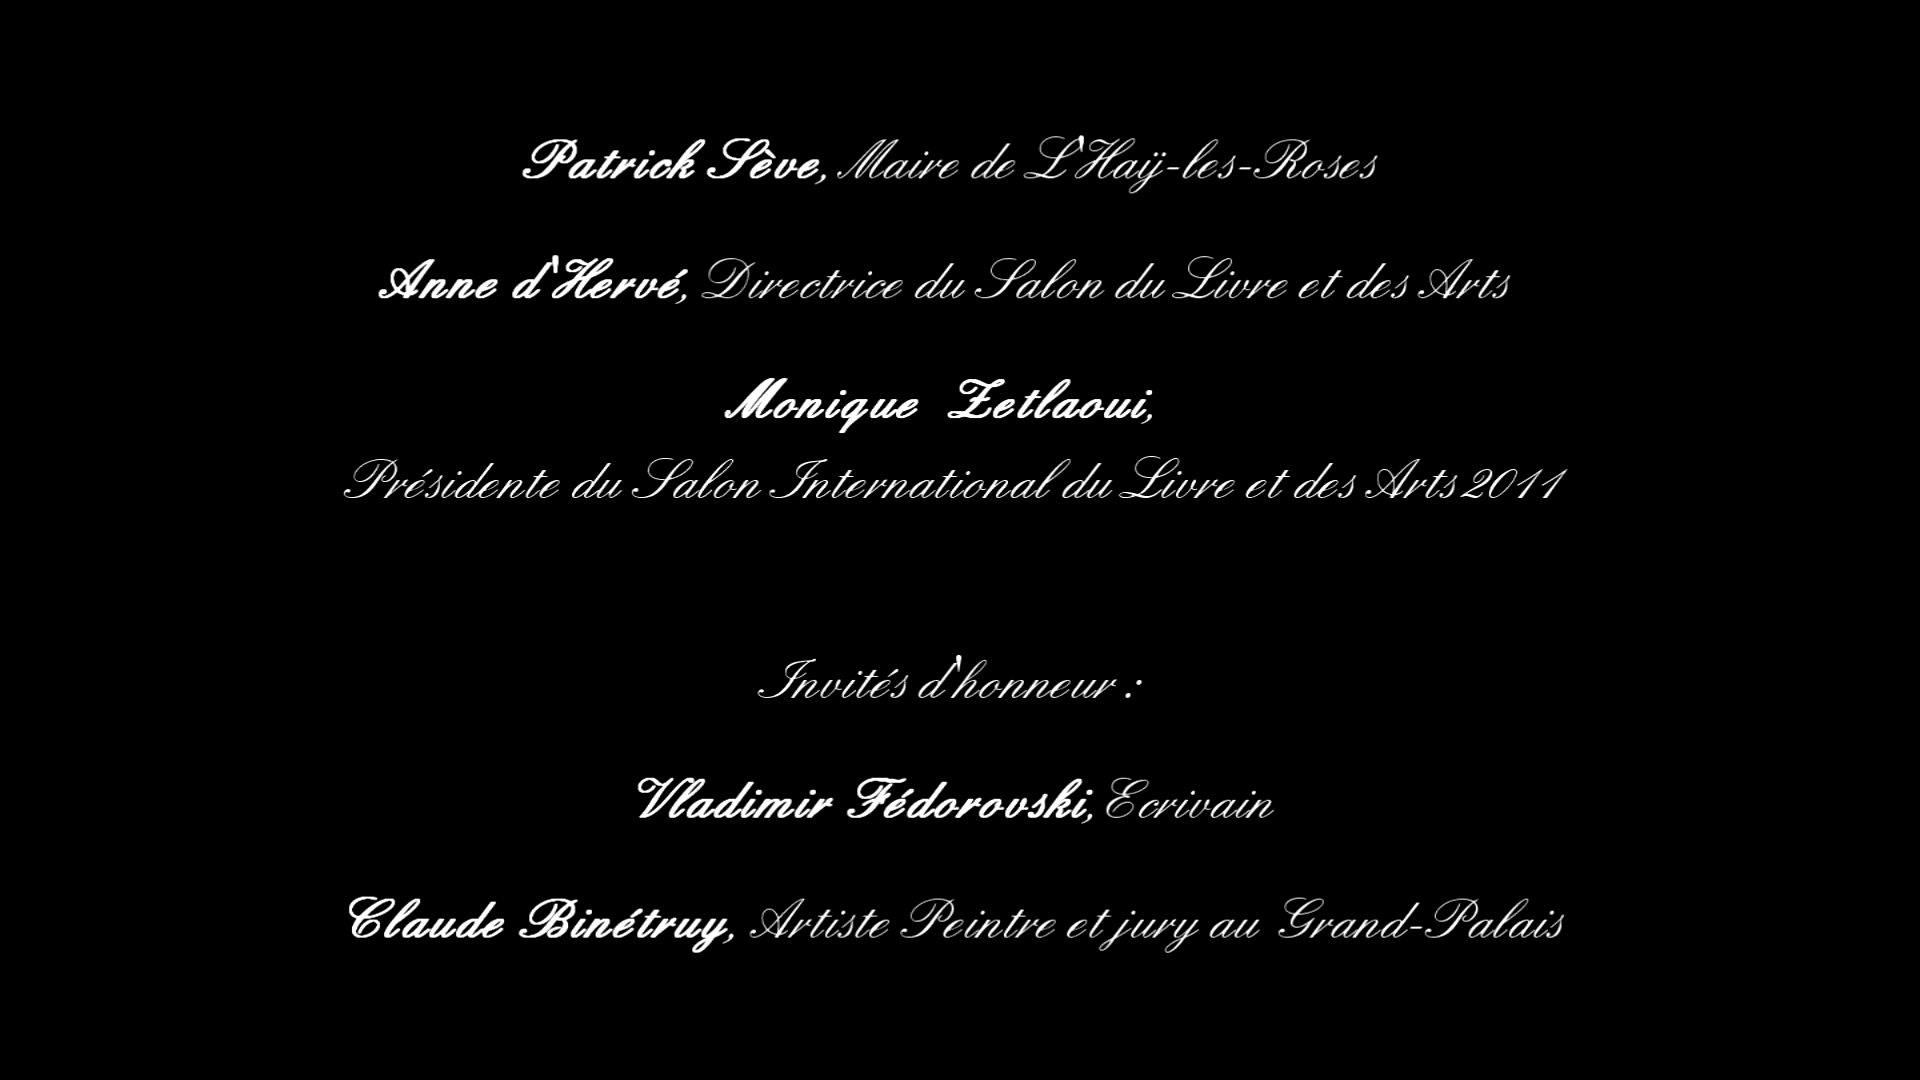 Patrick Sève, Maire de L'Haÿ-les-Roses
Anne d'Hervé, Directrice du Salon du Livre et des Arts
Monique Zetlaoui,
Présidente du Salon International du Livre et des Arts 2011
Invités d'honneur :
Vladimir Fédorovski, Ecrivain
Claude Binétruy, Artiste Peintre et jury au Grand-Palais